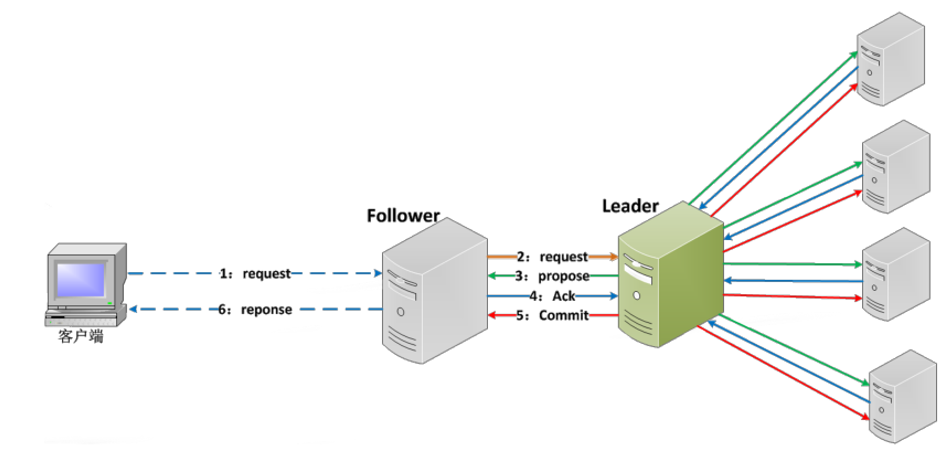 Follower
Leader
1：request
2：request
3：propose
4：Ack
5：Commit
6：reponse
客户端